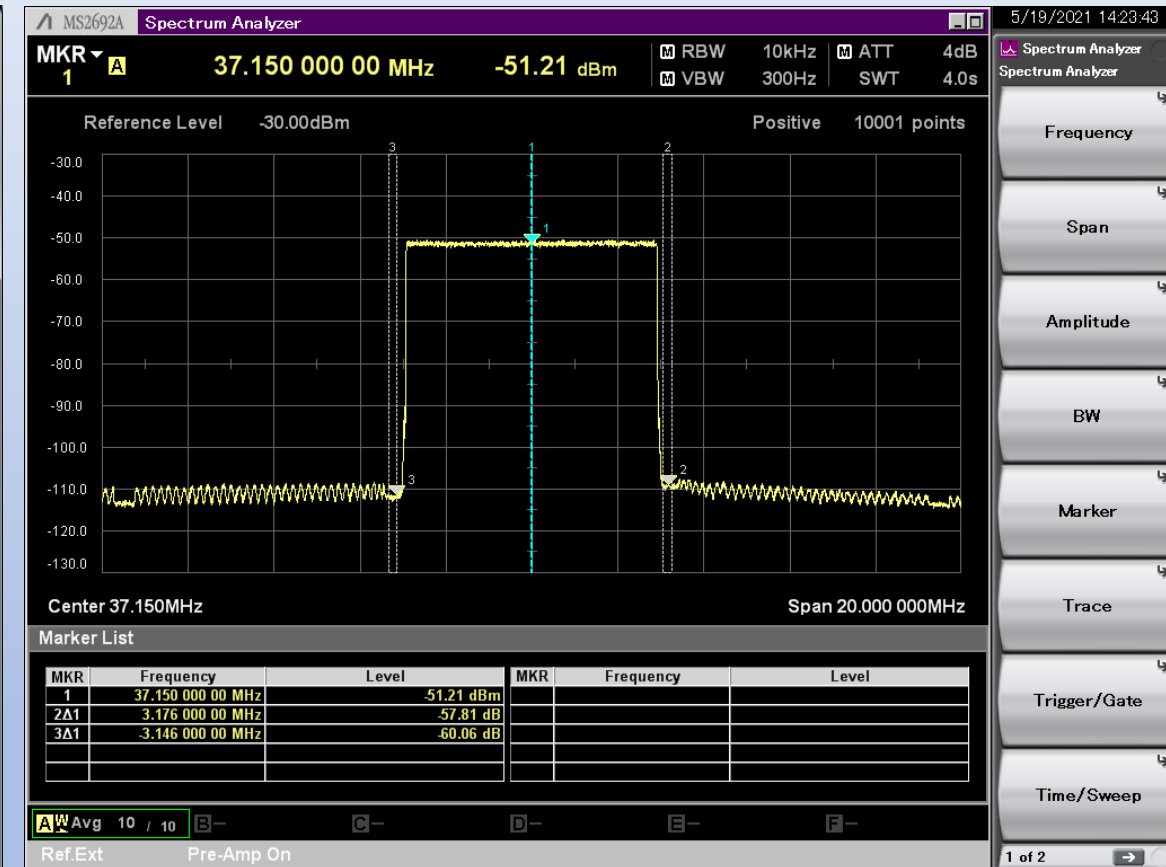 MS2692A Spectrum Analyzer
5/19/2021 14:23:43
MKR 1 A 37.150 000 00 MHz -51.21 dBm
M RBW 10kHz M ATT 4dB
M VBW 300Hz SWT 4.0s
Reference Level -30.00dBm Positive 10001 points
3 1 2
-30.0
-40.0
-50.0
1
-60.0
-70.0
-80.0
-90.0
-100.0
3 2
-110.0
-120.0
-130.0
Center 37.150MHz Span 20.000 000MHz
Marker List
MKR Frequency Level MKR Frequency Level
1 37.150 000 00 MHz -51.21 dBm
2Δ1 3.176 000 00 MHz -57.81 dB
3Δ1 -3.146 000 00 MHz -60.06 dB
A W Avg 10 / 10 B- C- D- E- F-
Ref.Ext Pre-Amp On
Spectrum Analyzer
Spectrum Analyzer
Frequency
Span
Amplitude
BW
Marker
Trace
Trigger/Gate
Time/Sweep
1 of 2